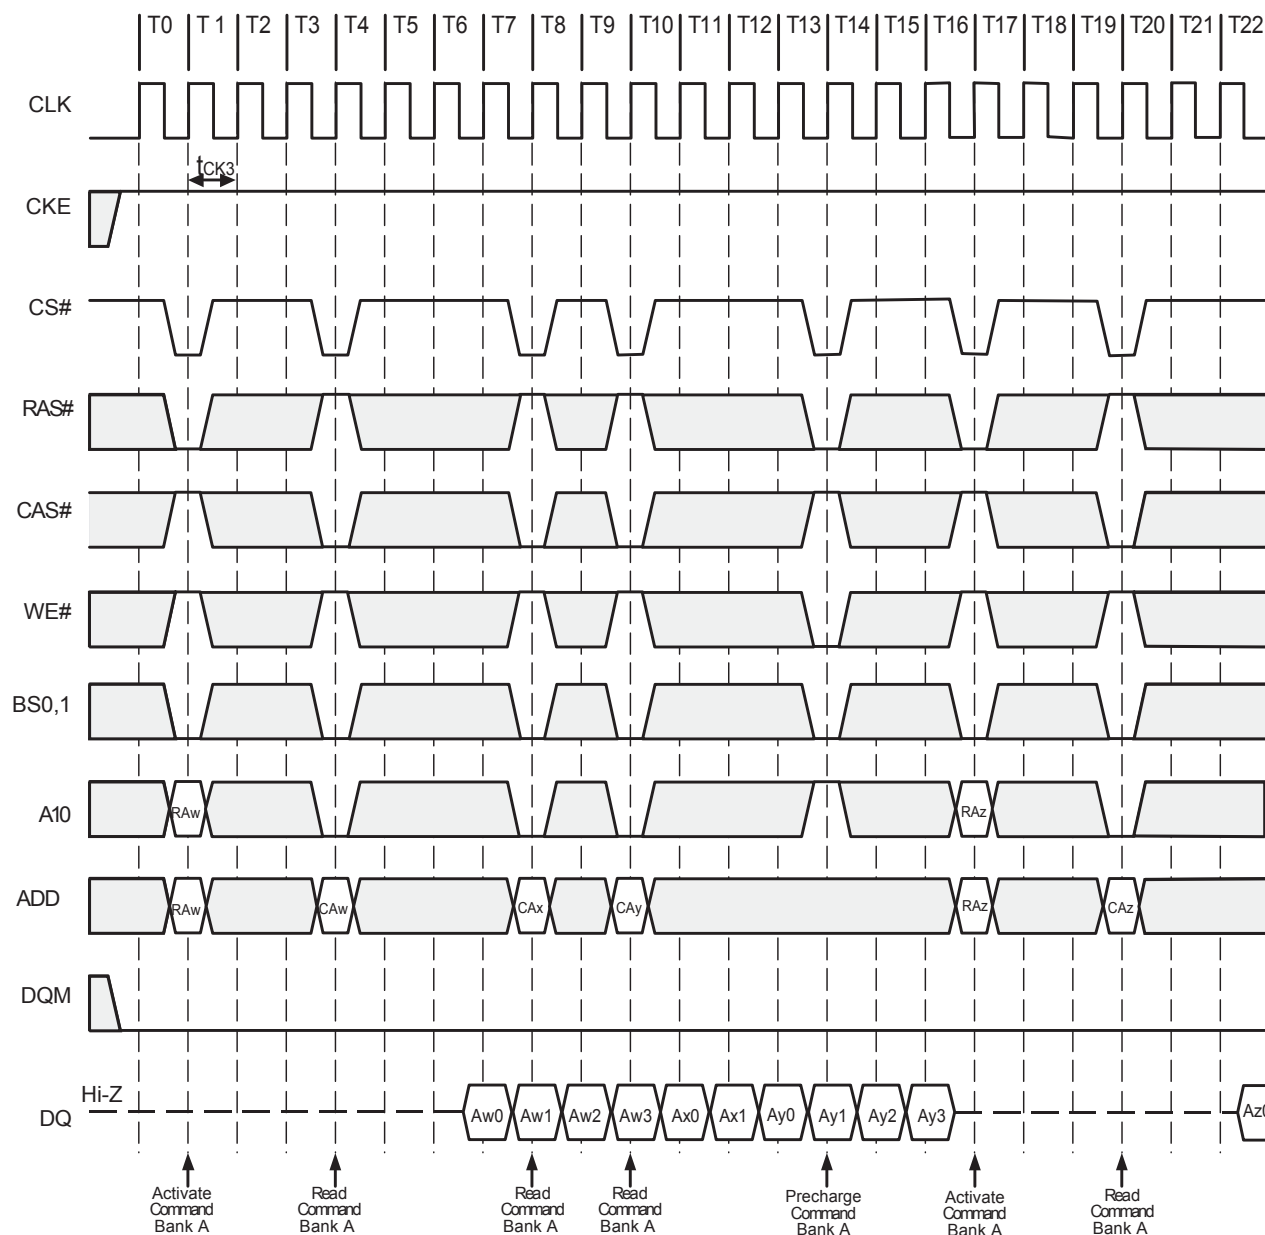 T0 T 1 T2 T3 T4 T5 T6 T7 T8 T9 T10 T11 T12 T13 T14 T15 T16 T17 T18 T19 T20 T21 T22
CLK
tCK3
CKE
CS#
RAS#
CAS#
WE#
BS0,1
A10 RAw RAz
ADD RAw CAw CAx CAy RAz CAz
DQM
Hi-Z
DQ Aw0 Aw1 Aw2 Aw3 Ax0 Ax1 Ay0 Ay1 Ay2 Ay3 Az0
Activate Read Read Read Precharge Activate Read
Command Command Command Command Command Command Command
Bank A Bank A Bank A Bank A Bank A Bank A Bank A